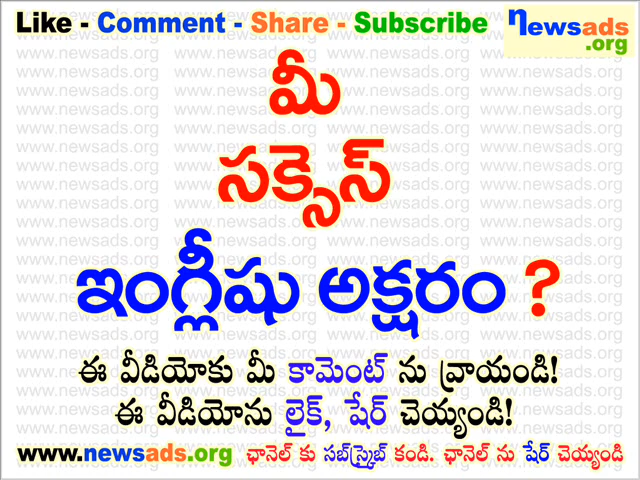 Like - Comment - Share - Subscribe
newsads
.org
మీ
సక్సెస్
ఇంగ్లీషు అక్షరం ?
ఈ వీడియోకు మీ కామెంట్ ను వ్రాయండి!
ఈ వీడియోను లైక్, షేర్ చెయ్యండి!
www.newsads.org ఛానెల్ కు సబ్‌స్క్రైబ్ కండి. ఛానెల్ ను షేర్ చెయ్యండి